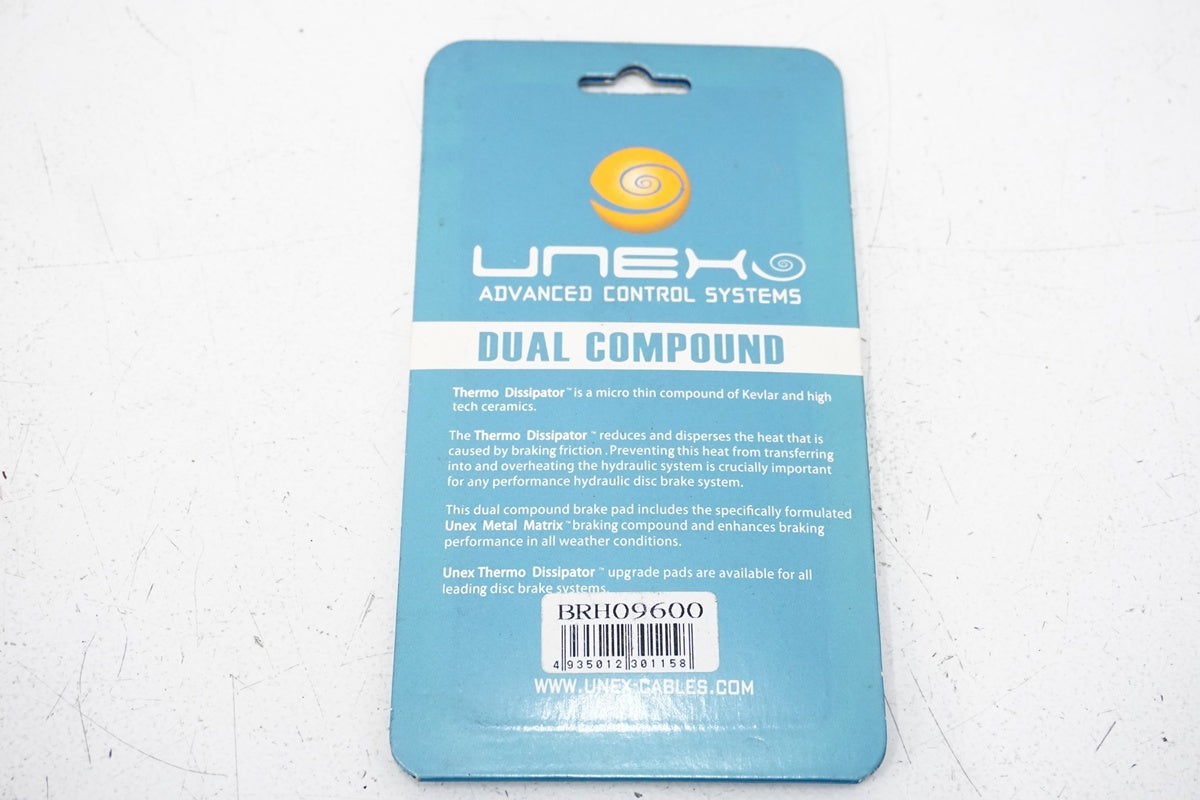 UNEX
ADVANCED CONTROL SYSTEMS
DUAL COMPOUND
Thermo Dissipator™ is a micro thin compound of Kevlar and high
tech ceramics.
The Thermo Dissipator™ reduces and disperses the heat that is
caused by braking friction . Preventing this heat from transferring
into and overheating the hydraulic system is crucially important
for any performance hydraulic disc brake system.
This dual compound brake pad includes the specifically formulated
Unex Metal Matrix™ braking compound and enhances braking
performance in all weather conditions.
Unex Thermo Dissipator™ upgrade pads are available for all
leading disc brake systems.
BRH09600
4 935012 301158
WWW.UNEX-CABLES.COM